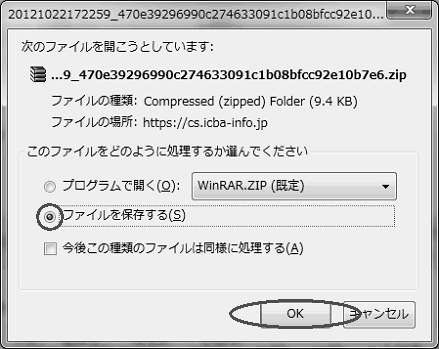 20121022172259_470e39296990c274633091c1b08bfcc92e10...
次のファイルを開こうとしています:
...9_470e39296990c274633091c1b08bfcc92e10b7e6.zip
ファイルの種類: Compressed (zipped) Folder (9.4 KB)
ファイルの場所: https://cs.icba-info.jp
このファイルをどのように処理するか選んでください
プログラムで開く(O): WinRAR.ZIP (既定)
ファイルを保存する(S)
今後この種類のファイルは同様に処理する(A)
OK キャンセル